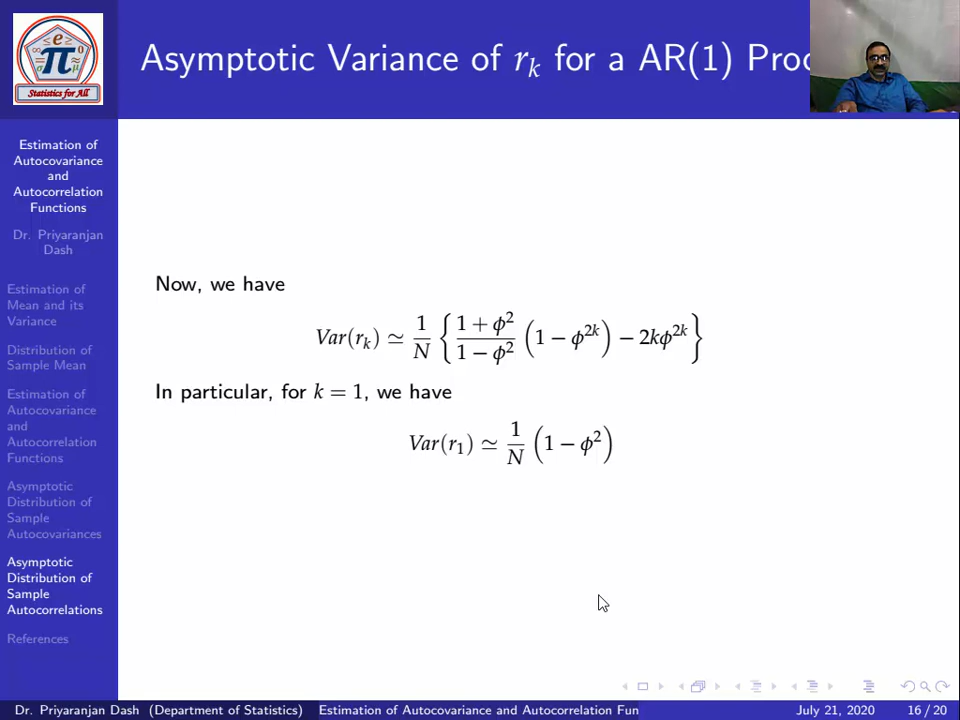 Asymptotic Variance of r_k for a AR(1) Proc
Statistics for All
Estimation of
Autocovariance
and
Autocorrelation
Functions
Dr. Priyaranjan
Dash
Estimation of
Mean and its
Variance
Distribution of
Sample Mean
Estimation of
Autocovariance
and
Autocorrelation
Functions
Asymptotic
Distribution of
Sample
Autocovariances
Asymptotic
Distribution of
Sample
Autocorrelations
References
Now, we have
Var(r_k) ≃ 1/N { (1 + ϕ²)/(1 − ϕ²) (1 − ϕ^{2k}) − 2kϕ^{2k} }
In particular, for k = 1, we have
Var(r_1) ≃ 1/N (1 − ϕ²)
Dr. Priyaranjan Dash (Department of Statistics) Estimation of Autocovariance and Autocorrelation Fun July 21, 2020 16 / 20